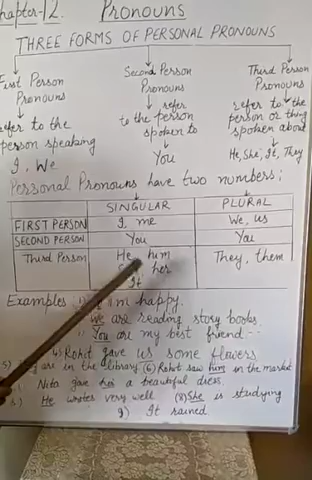 Chapter-12. Pronouns
THREE FORMS OF PERSONAL PRONOUNS
First Person Pronouns
refer to the person speaking
I, We
Second Person Pronouns
refer to the person spoken to
You
Third Person Pronouns
refer to the person or thing spoken about
He, She, It, They
Personal Pronouns have two numbers:
SINGULAR PLURAL
FIRST PERSON I, me We, us
SECOND PERSON You You
THIRD PERSON He, him They, them
her
It
Examples: I'm happy.
We are reading story books
You are my best friend
4) Rohit gave us some flowers
5) are in the library (6) Rohit saw him in the market
Nita gave a beautiful dress.
He writes very well (8) She is studying
9) It rained